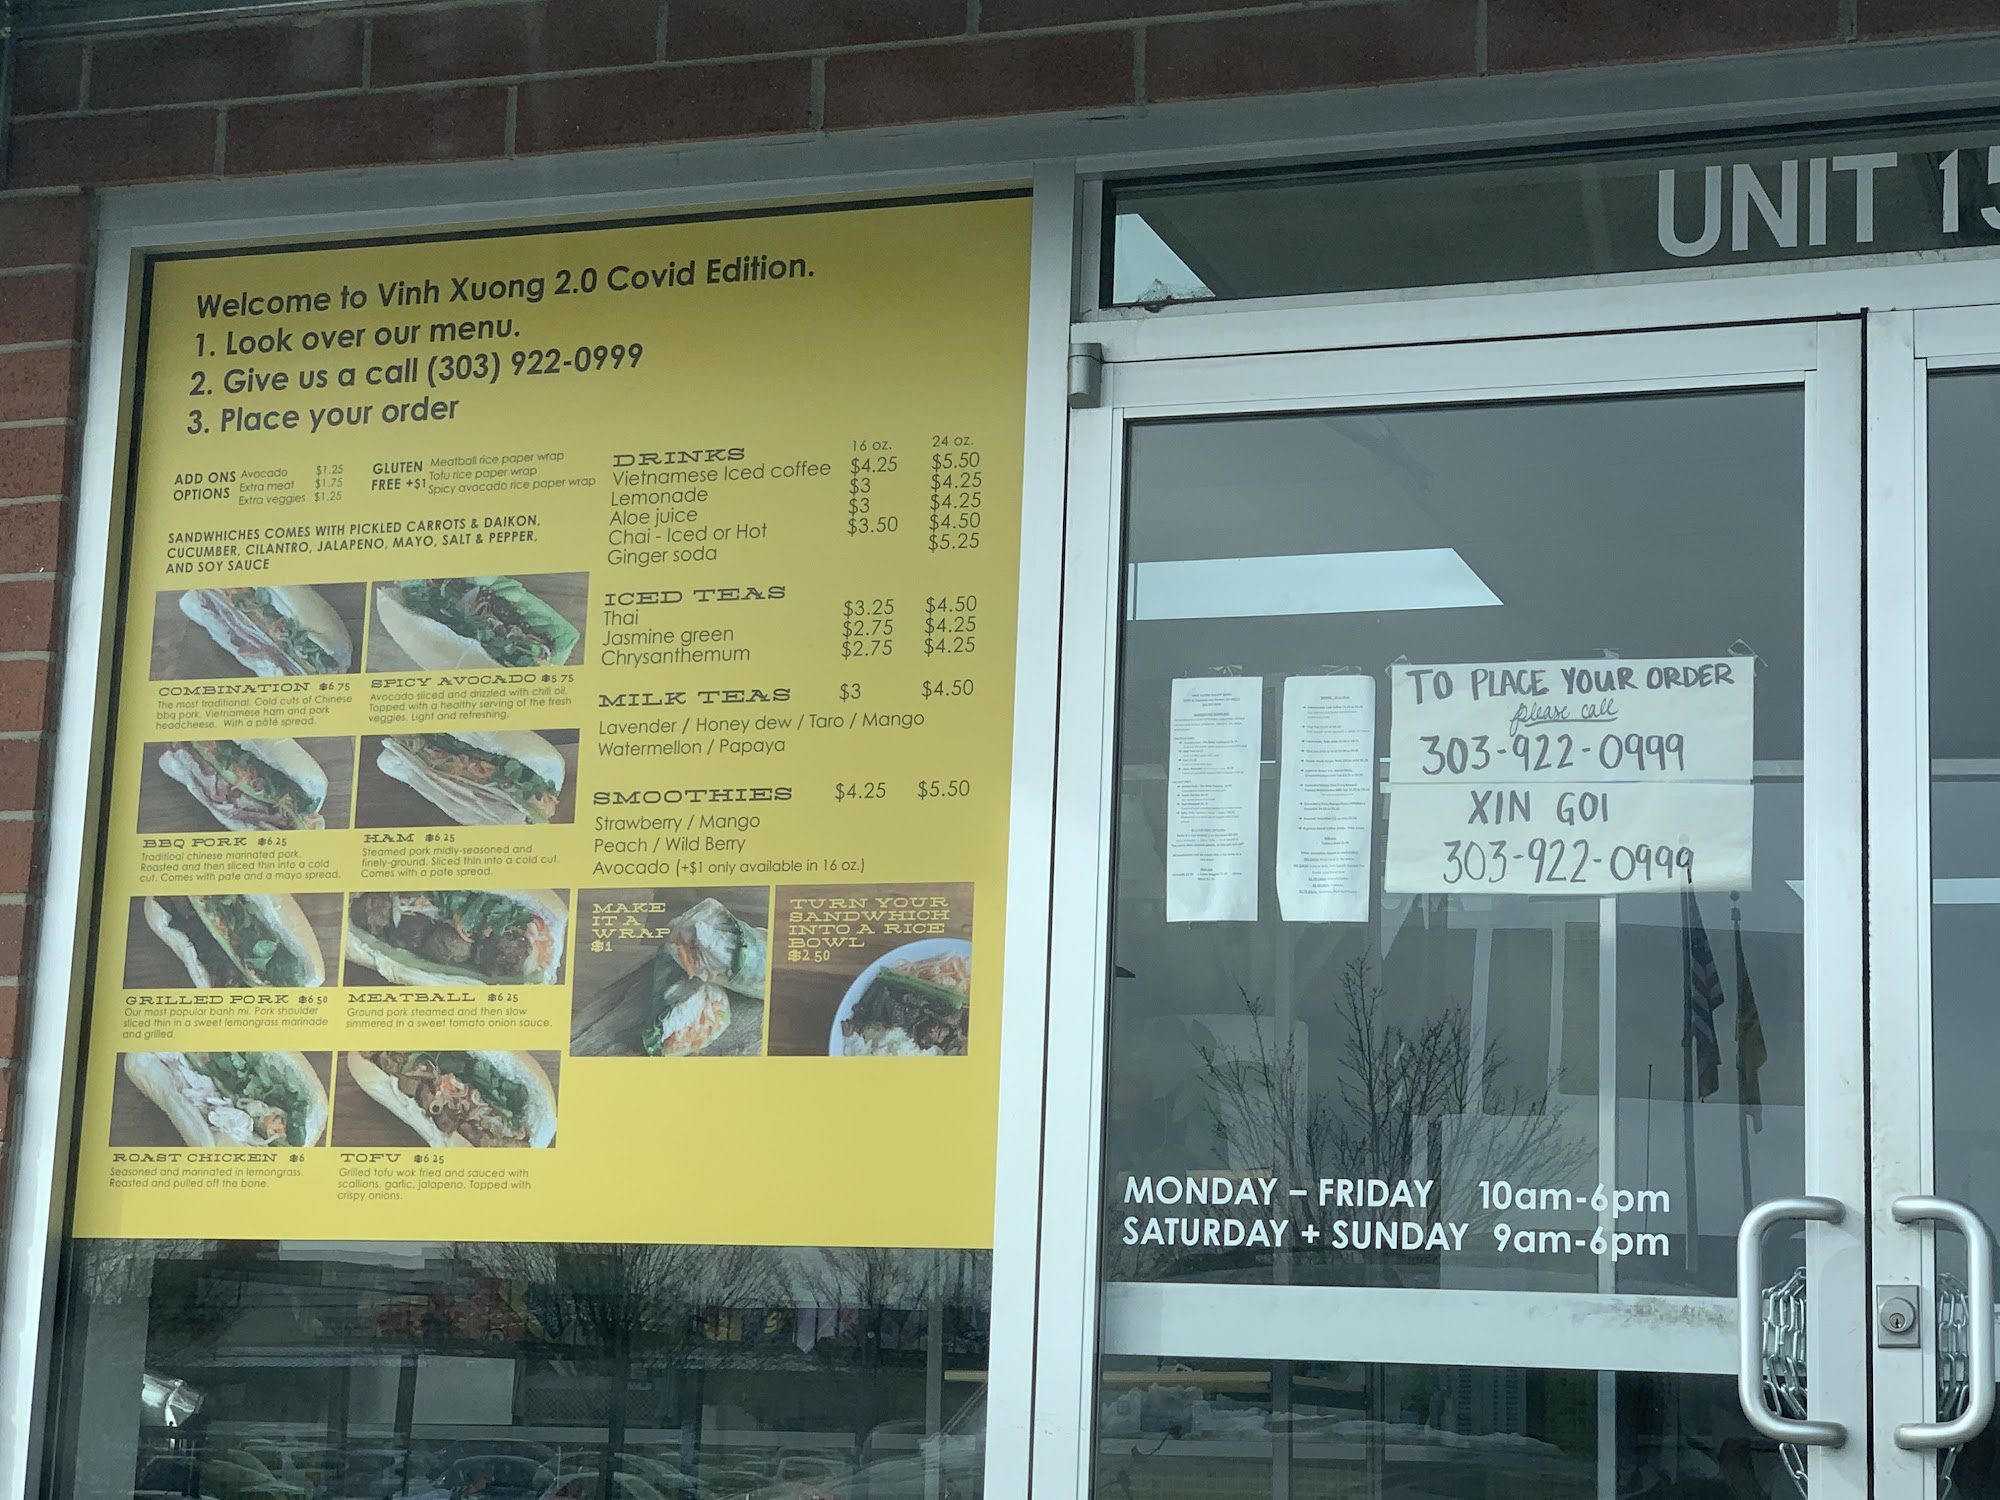 Welcome to Vinh Xuong 2.0 Covid Edition.
1. Look over our menu.
2. Give us a call (303) 922-0999
3. Place your order
ADD ONS OPTIONS
Avocado $1.25
Extra meat $1.75
Extra veggies $1.25
GLUTEN FREE +$1
Meatball rice paper wrap
Tofu rice paper wrap
Spicy avocado rice paper wrap
SANDWHICHES COMES WITH PICKLED CARROTS & DAIKON,
CUCUMBER, CILANTRO, JALAPENO, MAYO, SALT & PEPPER,
AND SOY SAUCE
COMBINATION $6.75
The most traditional. Cold cuts of Chinese
bbq pork, Vietnamese ham and pork
headcheese. With a pâté spread.
SPICY AVOCADO $5.75
Avocado sliced and drizzled with chili oil.
Topped with a healthy serving of the fresh
veggies. Light and refreshing.
BBQ PORK $6.25
Traditioal chinese marinated pork.
Roasted and then sliced thin into a cold
cut. Comes with pate and a mayo spread.
HAM $6.25
Steamed pork midly-seasoned and
finely-ground. Sliced thin into a cold cut.
Comes with a pate spread.
GRILLED PORK $6.50
Our most popular banh mi. Pork shoulder
sliced thin in a sweet lemongrass marinade
and grilled.
MEATBALL $6.25
Ground pork steamed and then slow
simmered in a sweet tomato onion sauce.
ROAST CHICKEN $6
Seasoned and marinated in lemongrass.
Roasted and pulled off the bone.
TOFU $6.25
Grilled tofu wok fried and sauced with
scallions, garlic, jalapeno. Topped with
crispy onions.
DRINKS 16 oz. 24 oz.
Vietnamese Iced coffee $4.25 $5.50
Lemonade $3 $4.25
Aloe juice $3 $4.25
Chai - Iced or Hot $3.50 $4.50
Ginger soda $5.25
ICED TEAS
Thai $3.25 $4.50
Jasmine green $2.75 $4.25
Chrysanthemum $2.75 $4.25
MILK TEAS $3 $4.50
Lavender / Honey dew / Taro / Mango
Watermellon / Papaya
SMOOTHIES $4.25 $5.50
Strawberry / Mango
Peach / Wild Berry
Avocado (+$1 only available in 16 oz.)
MAKE
IT A
WRAP
$1
TURN YOUR
SANDWHICH
INTO A RICE
BOWL
$2.50
UNIT 15
TO PLACE YOUR ORDER
please call
303-922-0999
XIN GOI
303-922-0999
MONDAY – FRIDAY 10am-6pm
SATURDAY + SUNDAY 9am-6pm